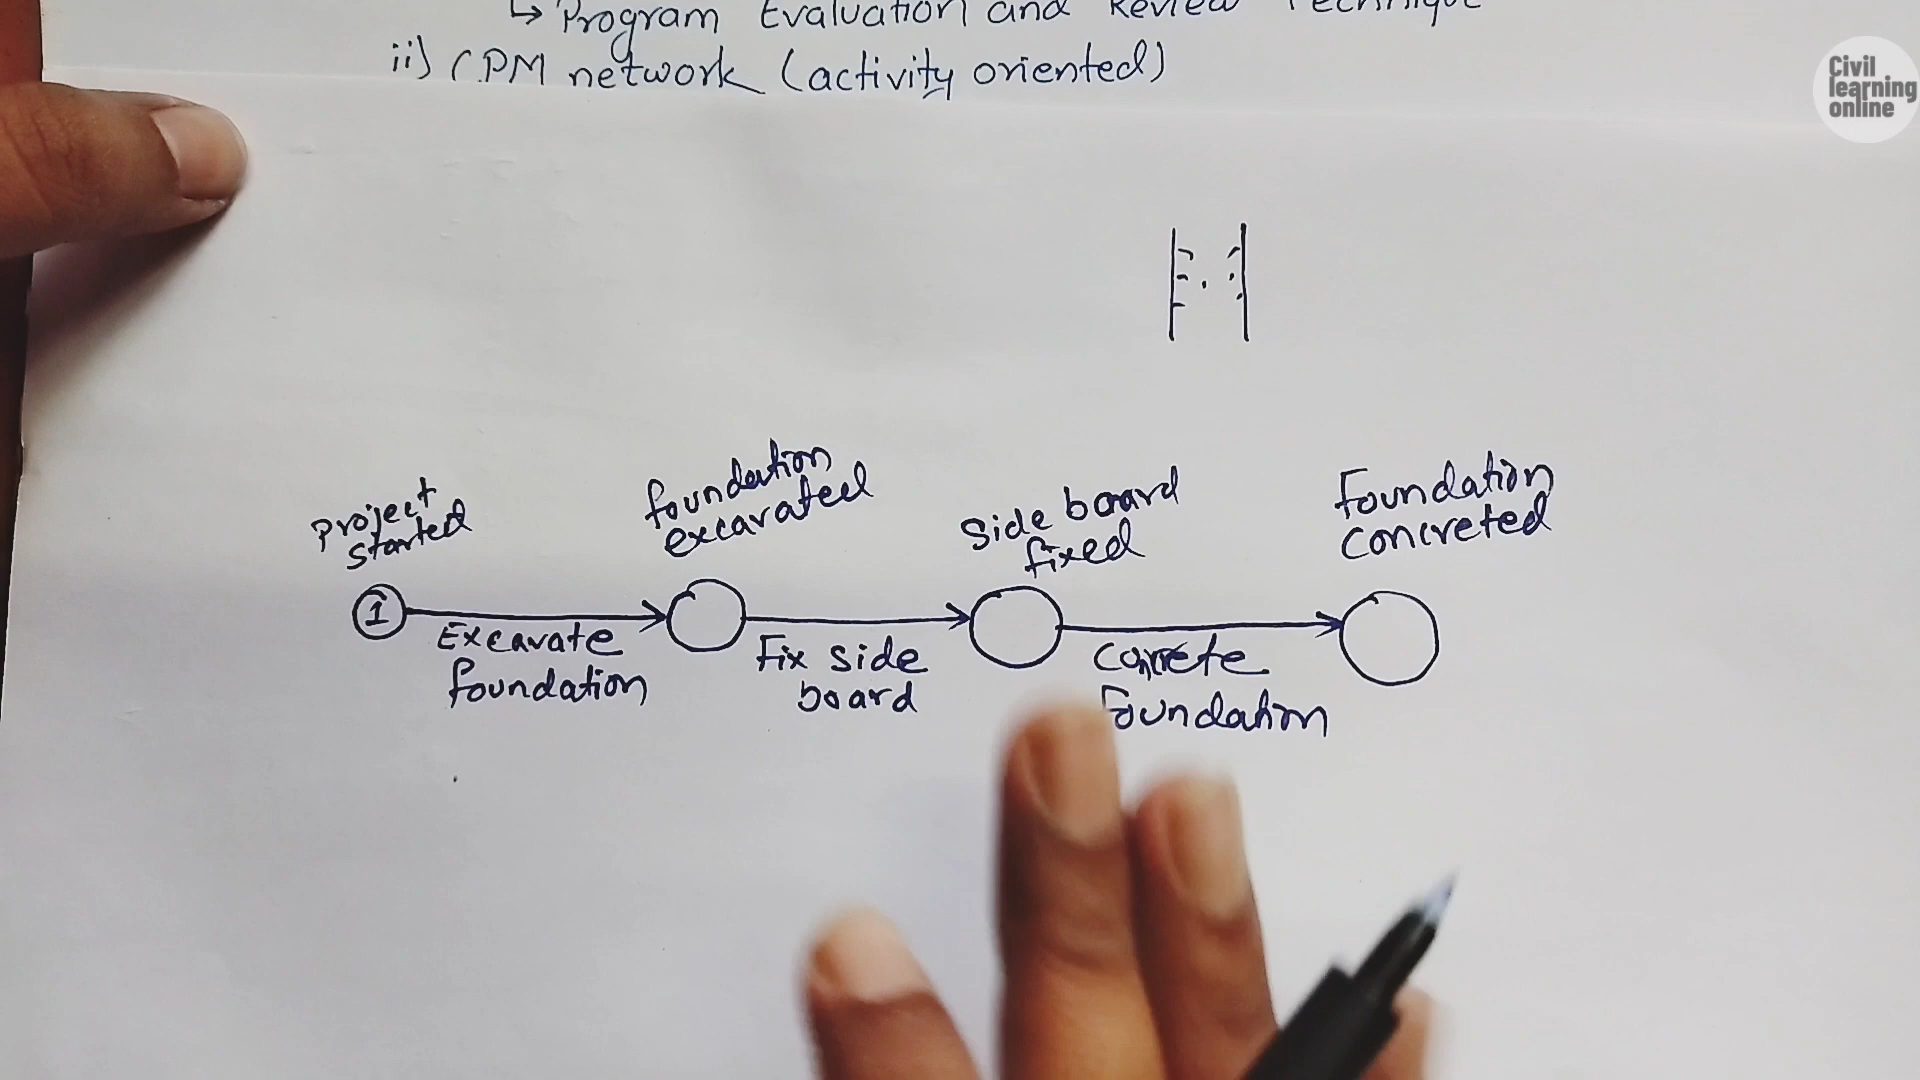 ↳ Program Evaluation and Review Technique
ii) CPM network (activity oriented)
Civil
learning
online
Project
started
foundation
excavated
Side board
fixed
Foundation
concreted
1
Excavate
foundation
Fix side
board
Concrete
Foundation